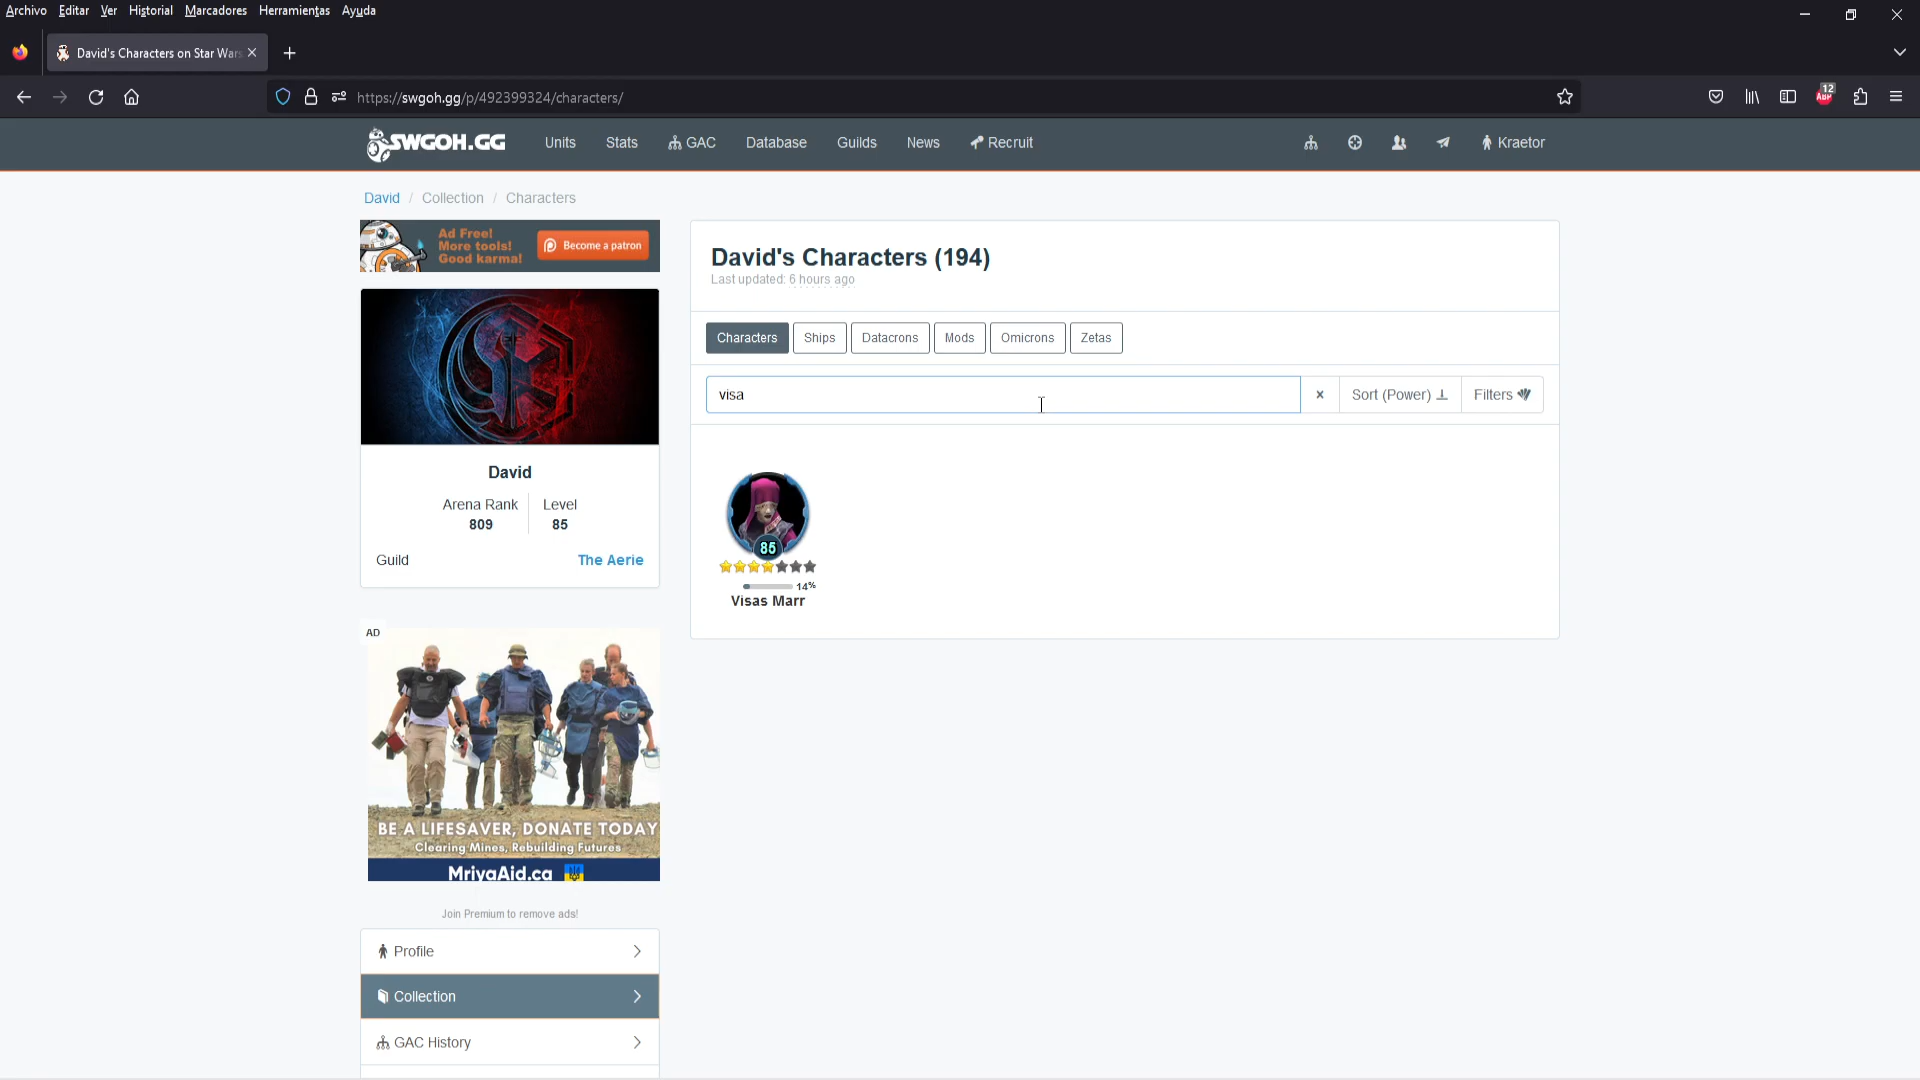 Archivo Editar Ver Historial Marcadores Herramientas Ayuda
David's Characters on Star Wars
https://swgoh.gg/p/492399324/characters/
12
ABP
SWGOH.GG Units Stats GAC Database Guilds News Recruit Kraetor
David / Collection / Characters
Ad Free!
More tools!
Good karma!
Become a patron
David's Characters (194)
Last updated: 6 hours ago
Characters Ships Datacrons Mods Omicrons Zetas
visa × Sort (Power) Filters
David
Arena Rank Level
809 85
Guild The Aerie
85
14%
Visas Marr
AD
BE A LIFESAVER, DONATE TODAY
Clearing Mines, Rebuilding Futures
MriyaAid.ca
Join Premium to remove ads!
Profile
Collection
GAC History